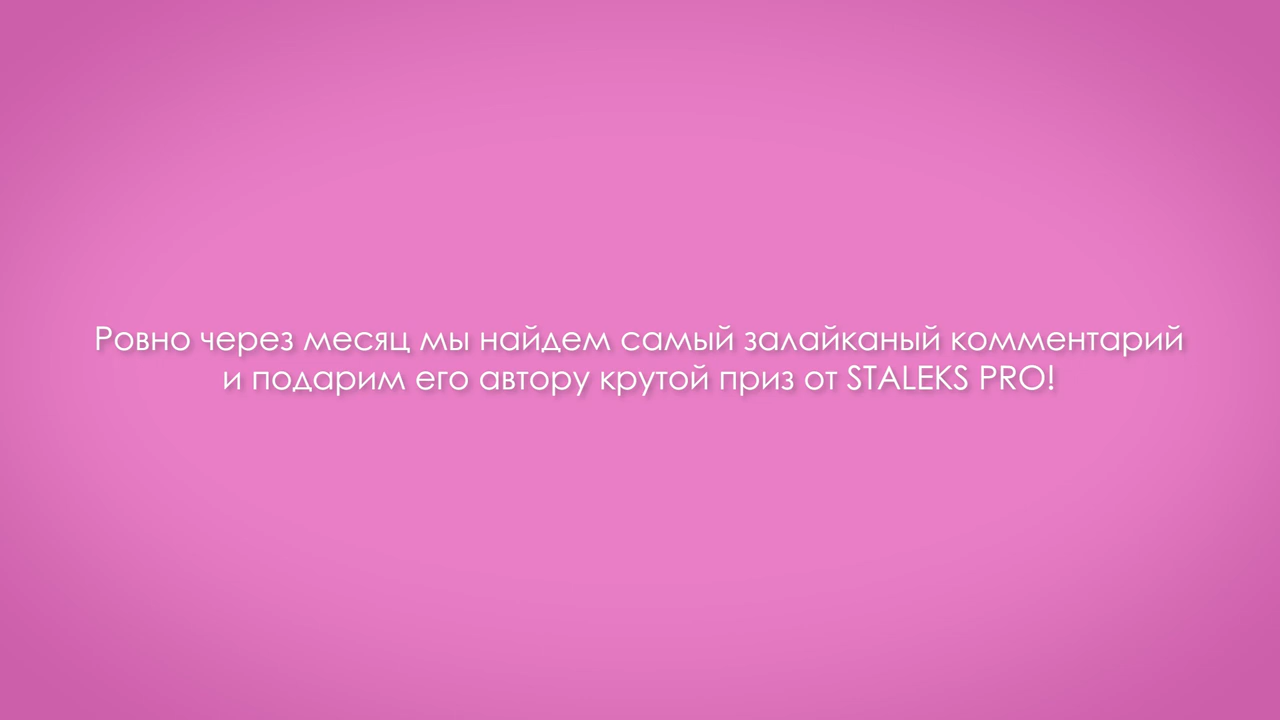 Ровно через месяц мы найдем самый залайканый комментарий
и подарим его автору крутой приз от STALEKS PRO!